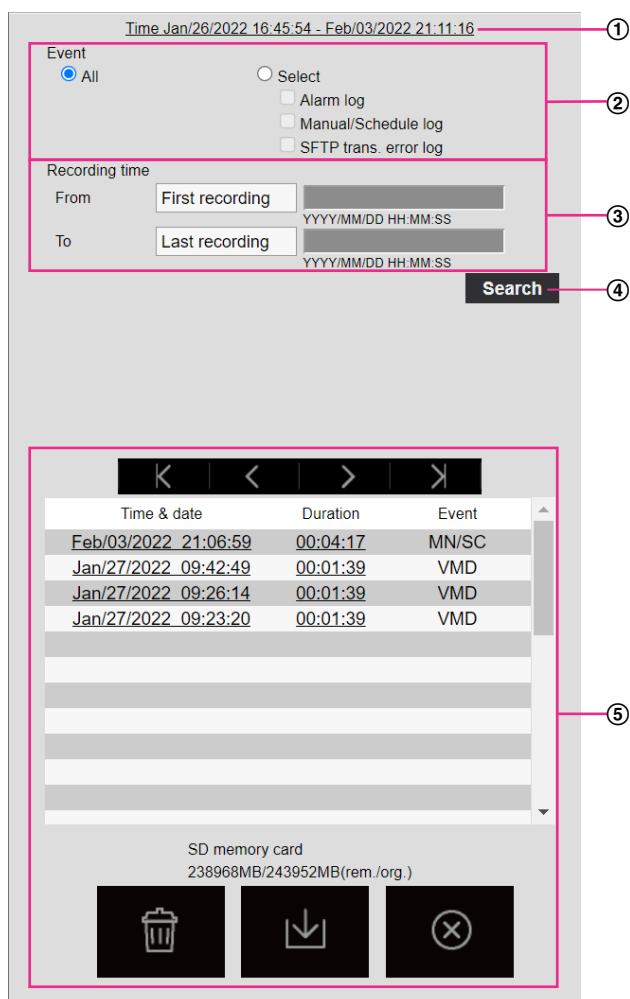 Time Jan/26/2022 16:45:54 - Feb/03/2022 21:11:16 ①
Event
All Select
Alarm log ②
Manual/Schedule log
SFTP trans. error log
Recording time
From First recording
YYYY/MM/DD HH:MM:SS ③
To Last recording
YYYY/MM/DD HH:MM:SS
Search ④
Time & date Duration Event
Feb/03/2022 21:06:59 00:04:17 MN/SC
Jan/27/2022 09:42:49 00:01:39 VMD
Jan/27/2022 09:26:14 00:01:39 VMD
Jan/27/2022 09:23:20 00:01:39 VMD
⑤
SD memory card
238968MB/243952MB(rem./org.)